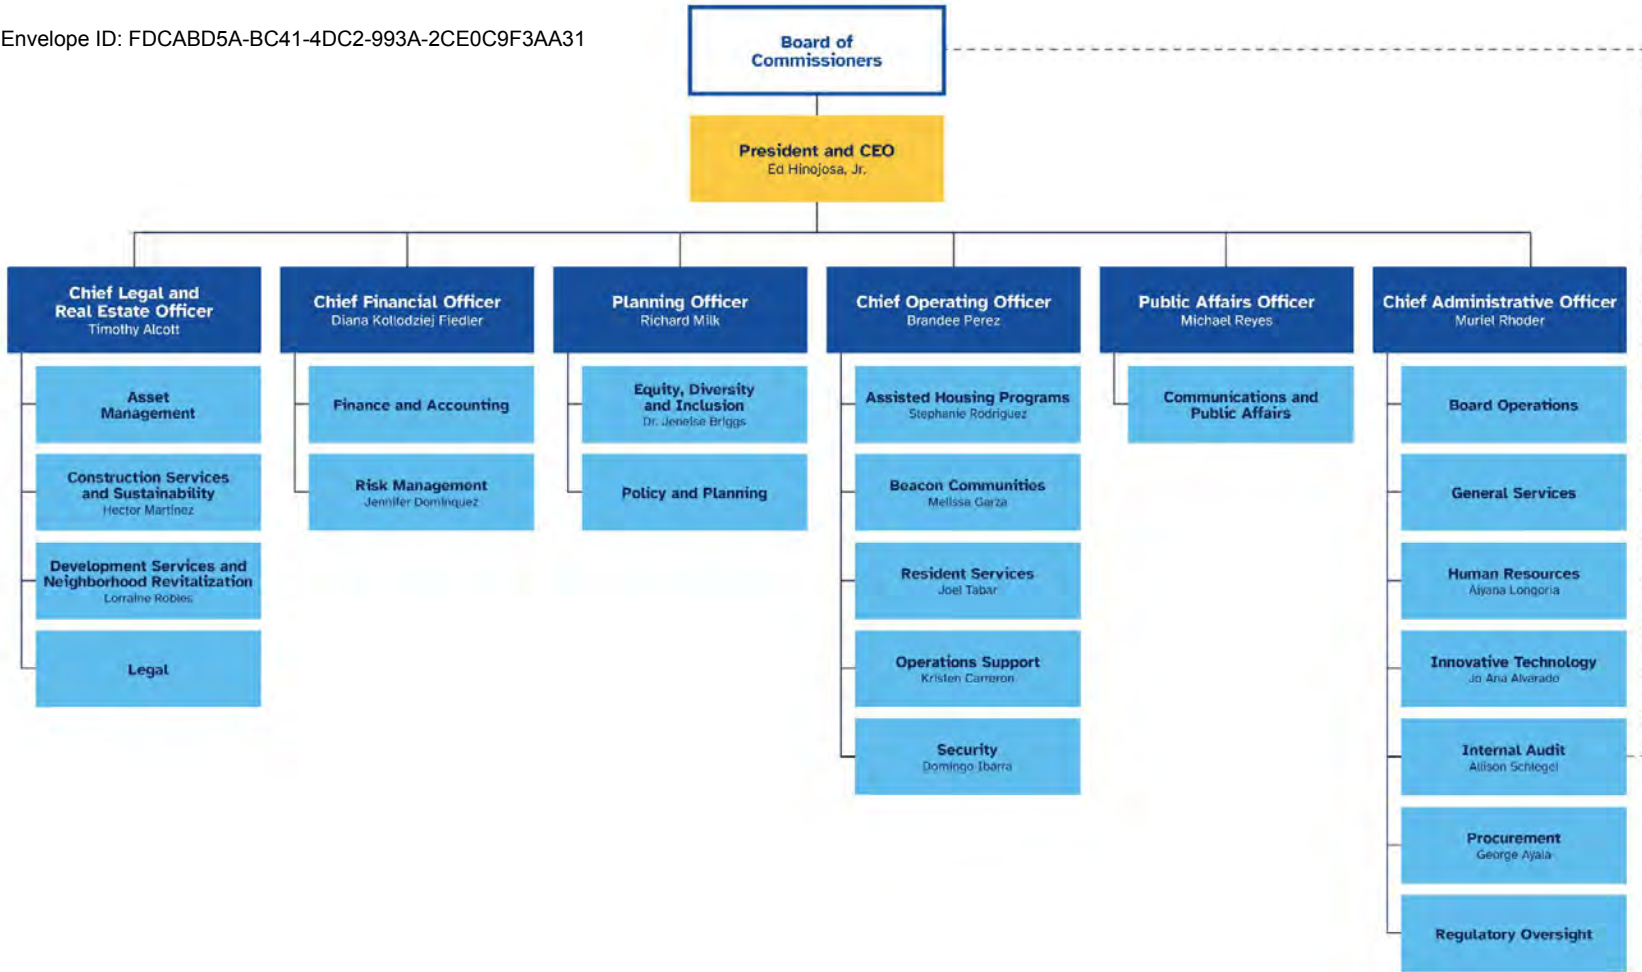 Envelope ID: FDCABD5A-BC41-4DC2-993A-2CE0C9F3AA31
Board of
Commissioners
President and CEO
Ed Hinojosa, Jr.
Chief Legal and
Real Estate Officer
Timothy Alcott
Asset
Management
Construction Services
and Sustainability
Hector Martinez
Development Services and
Neighborhood Revitalization
Lorraine Robles
Legal
Chief Financial Officer
Diana Kollodziej Fiedler
Finance and Accounting
Risk Management
Jennifer Dominquez
Planning Officer
Richard Milk
Equity, Diversity
and Inclusion
Dr. Jeneise Briggs
Policy and Planning
Chief Operating Officer
Brandee Perez
Assisted Housing Programs
Stephanie Rodriguez
Beacon Communities
Melissa Garza
Resident Services
Joel Tabar
Operations Support
Kristen Carreron
Security
Domingo Ibarra
Public Affairs Officer
Michael Reyes
Communications and
Public Affairs
Chief Administrative Officer
Muriel Rhoder
Board Operations
General Services
Human Resources
Aiyana Longoria
Innovative Technology
Jo Ana Alvarado
Internal Audit
Allison Schlegel
Procurement
George Ayala
Regulatory Oversight